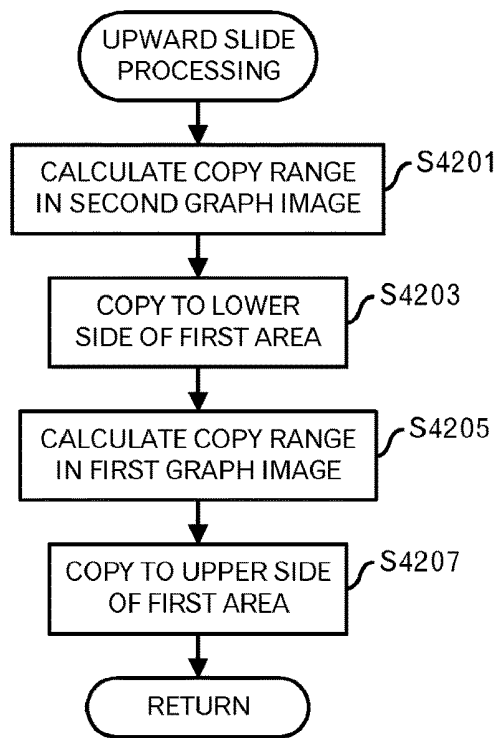 UPWARD SLIDE
PROCESSING
CALCULATE COPY RANGE
IN SECOND GRAPH IMAGE
S4201
COPY TO LOWER
SIDE OF FIRST AREA
S4203
CALCULATE COPY RANGE
IN FIRST GRAPH IMAGE
S4205
COPY TO UPPER SIDE
OF FIRST AREA
S4207
RETURN